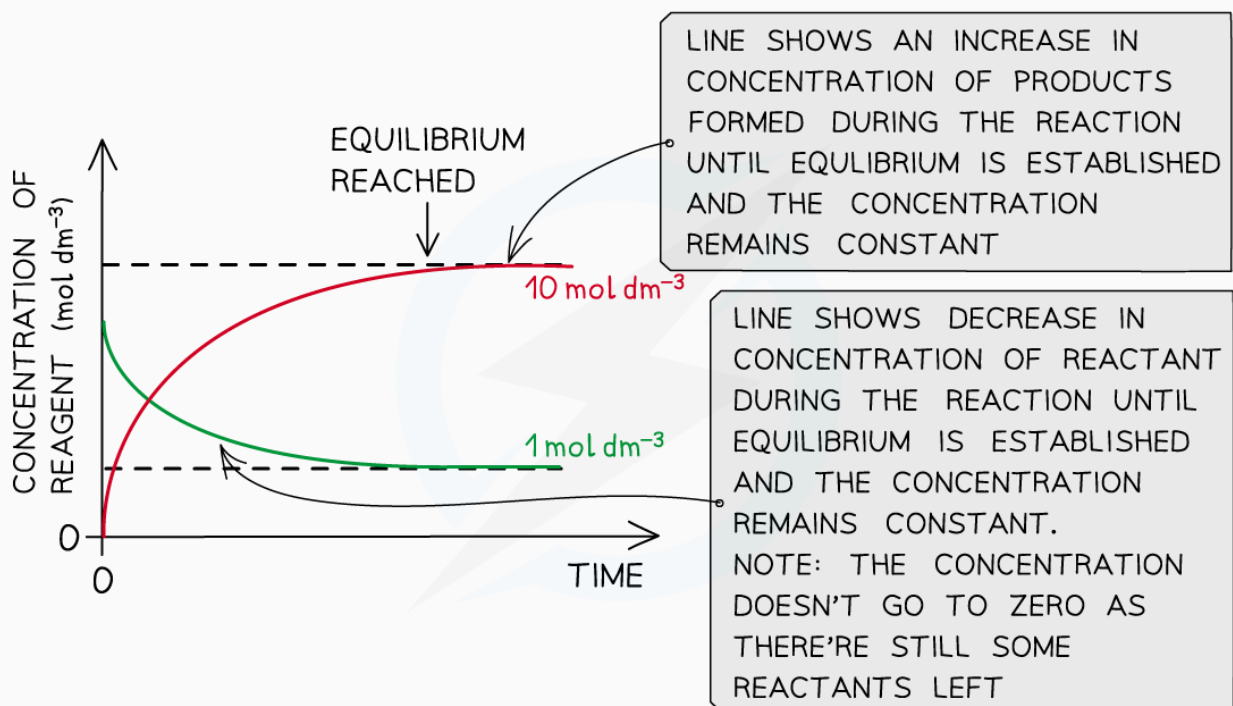 LINE SHOWS AN INCREASE IN
CONCENTRATION OF PRODUCTS
FORMED DURING THE REACTION
UNTIL EQULIBRIUM IS ESTABLISHED
AND THE CONCENTRATION
REMAINS CONSTANT
EQUILIBRIUM
REACHED
CONCENTRATION OF
REAGENT (mol dm⁻³)
10 mol dm⁻³
1 mol dm⁻³
0
0
TIME
LINE SHOWS DECREASE IN
CONCENTRATION OF REACTANT
DURING THE REACTION UNTIL
EQUILIBRIUM IS ESTABLISHED
AND THE CONCENTRATION
REMAINS CONSTANT.
NOTE: THE CONCENTRATION
DOESN'T GO TO ZERO AS
THERE'RE STILL SOME
REACTANTS LEFT